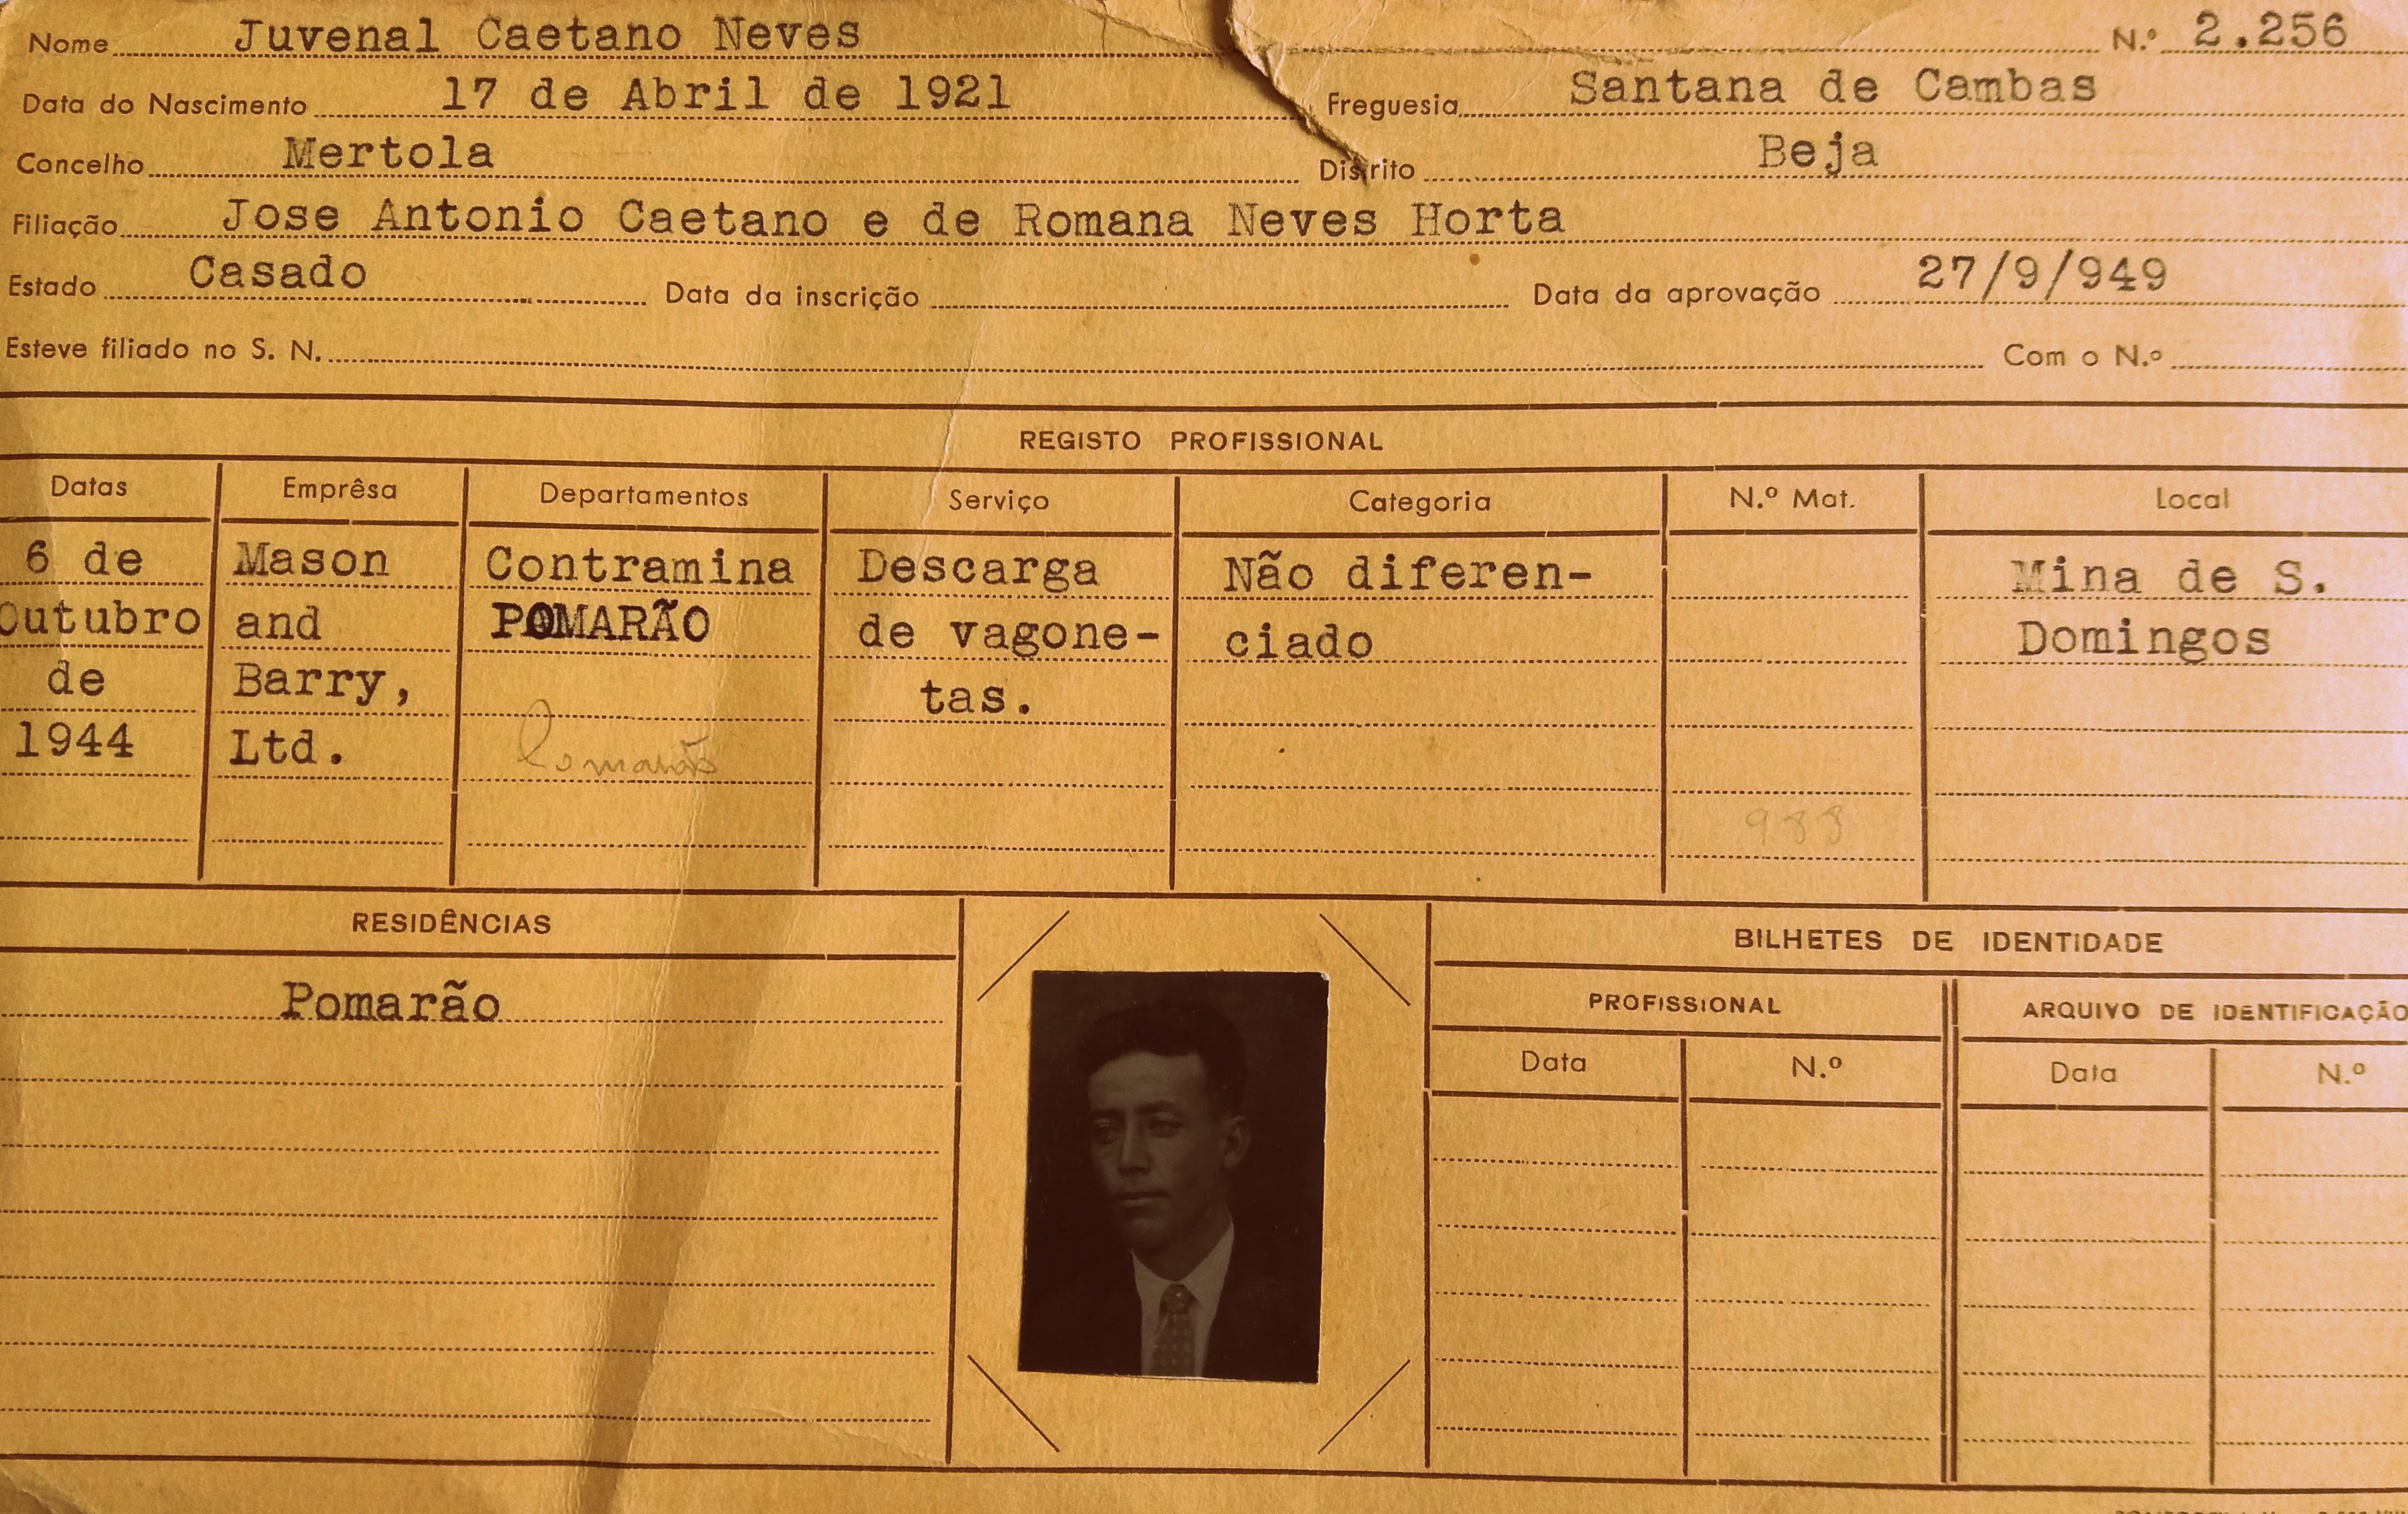 Nome Juvenal Caetano Neves N.º 2.256
Data do Nascimento 17 de Abril de 1921 Freguesia Santana de Cambas
Concelho Mertola Distrito Beja
Filiação Jose Antonio Caetano e de Romana Neves Horta
Estado Casado Data da inscrição Data da aprovação 27/9/949
Esteve filiado no S. N. Com o N.º
REGISTO PROFISSIONAL
Datas Emprêsa Departamentos Serviço Categoria N.º Mat. Local
6 de Mason Contramina Descarga Não diferen- Mina de S.
Outubro and POMARÃO de vagone- ciado Domingos
de Barry, tas.
1944 Ltd. Pomarão
988
RESIDÊNCIAS BILHETES DE IDENTIDADE
Pomarão PROFISSIONAL ARQUIVO DE IDENTIFICAÇÃO
Data N.º Data N.º